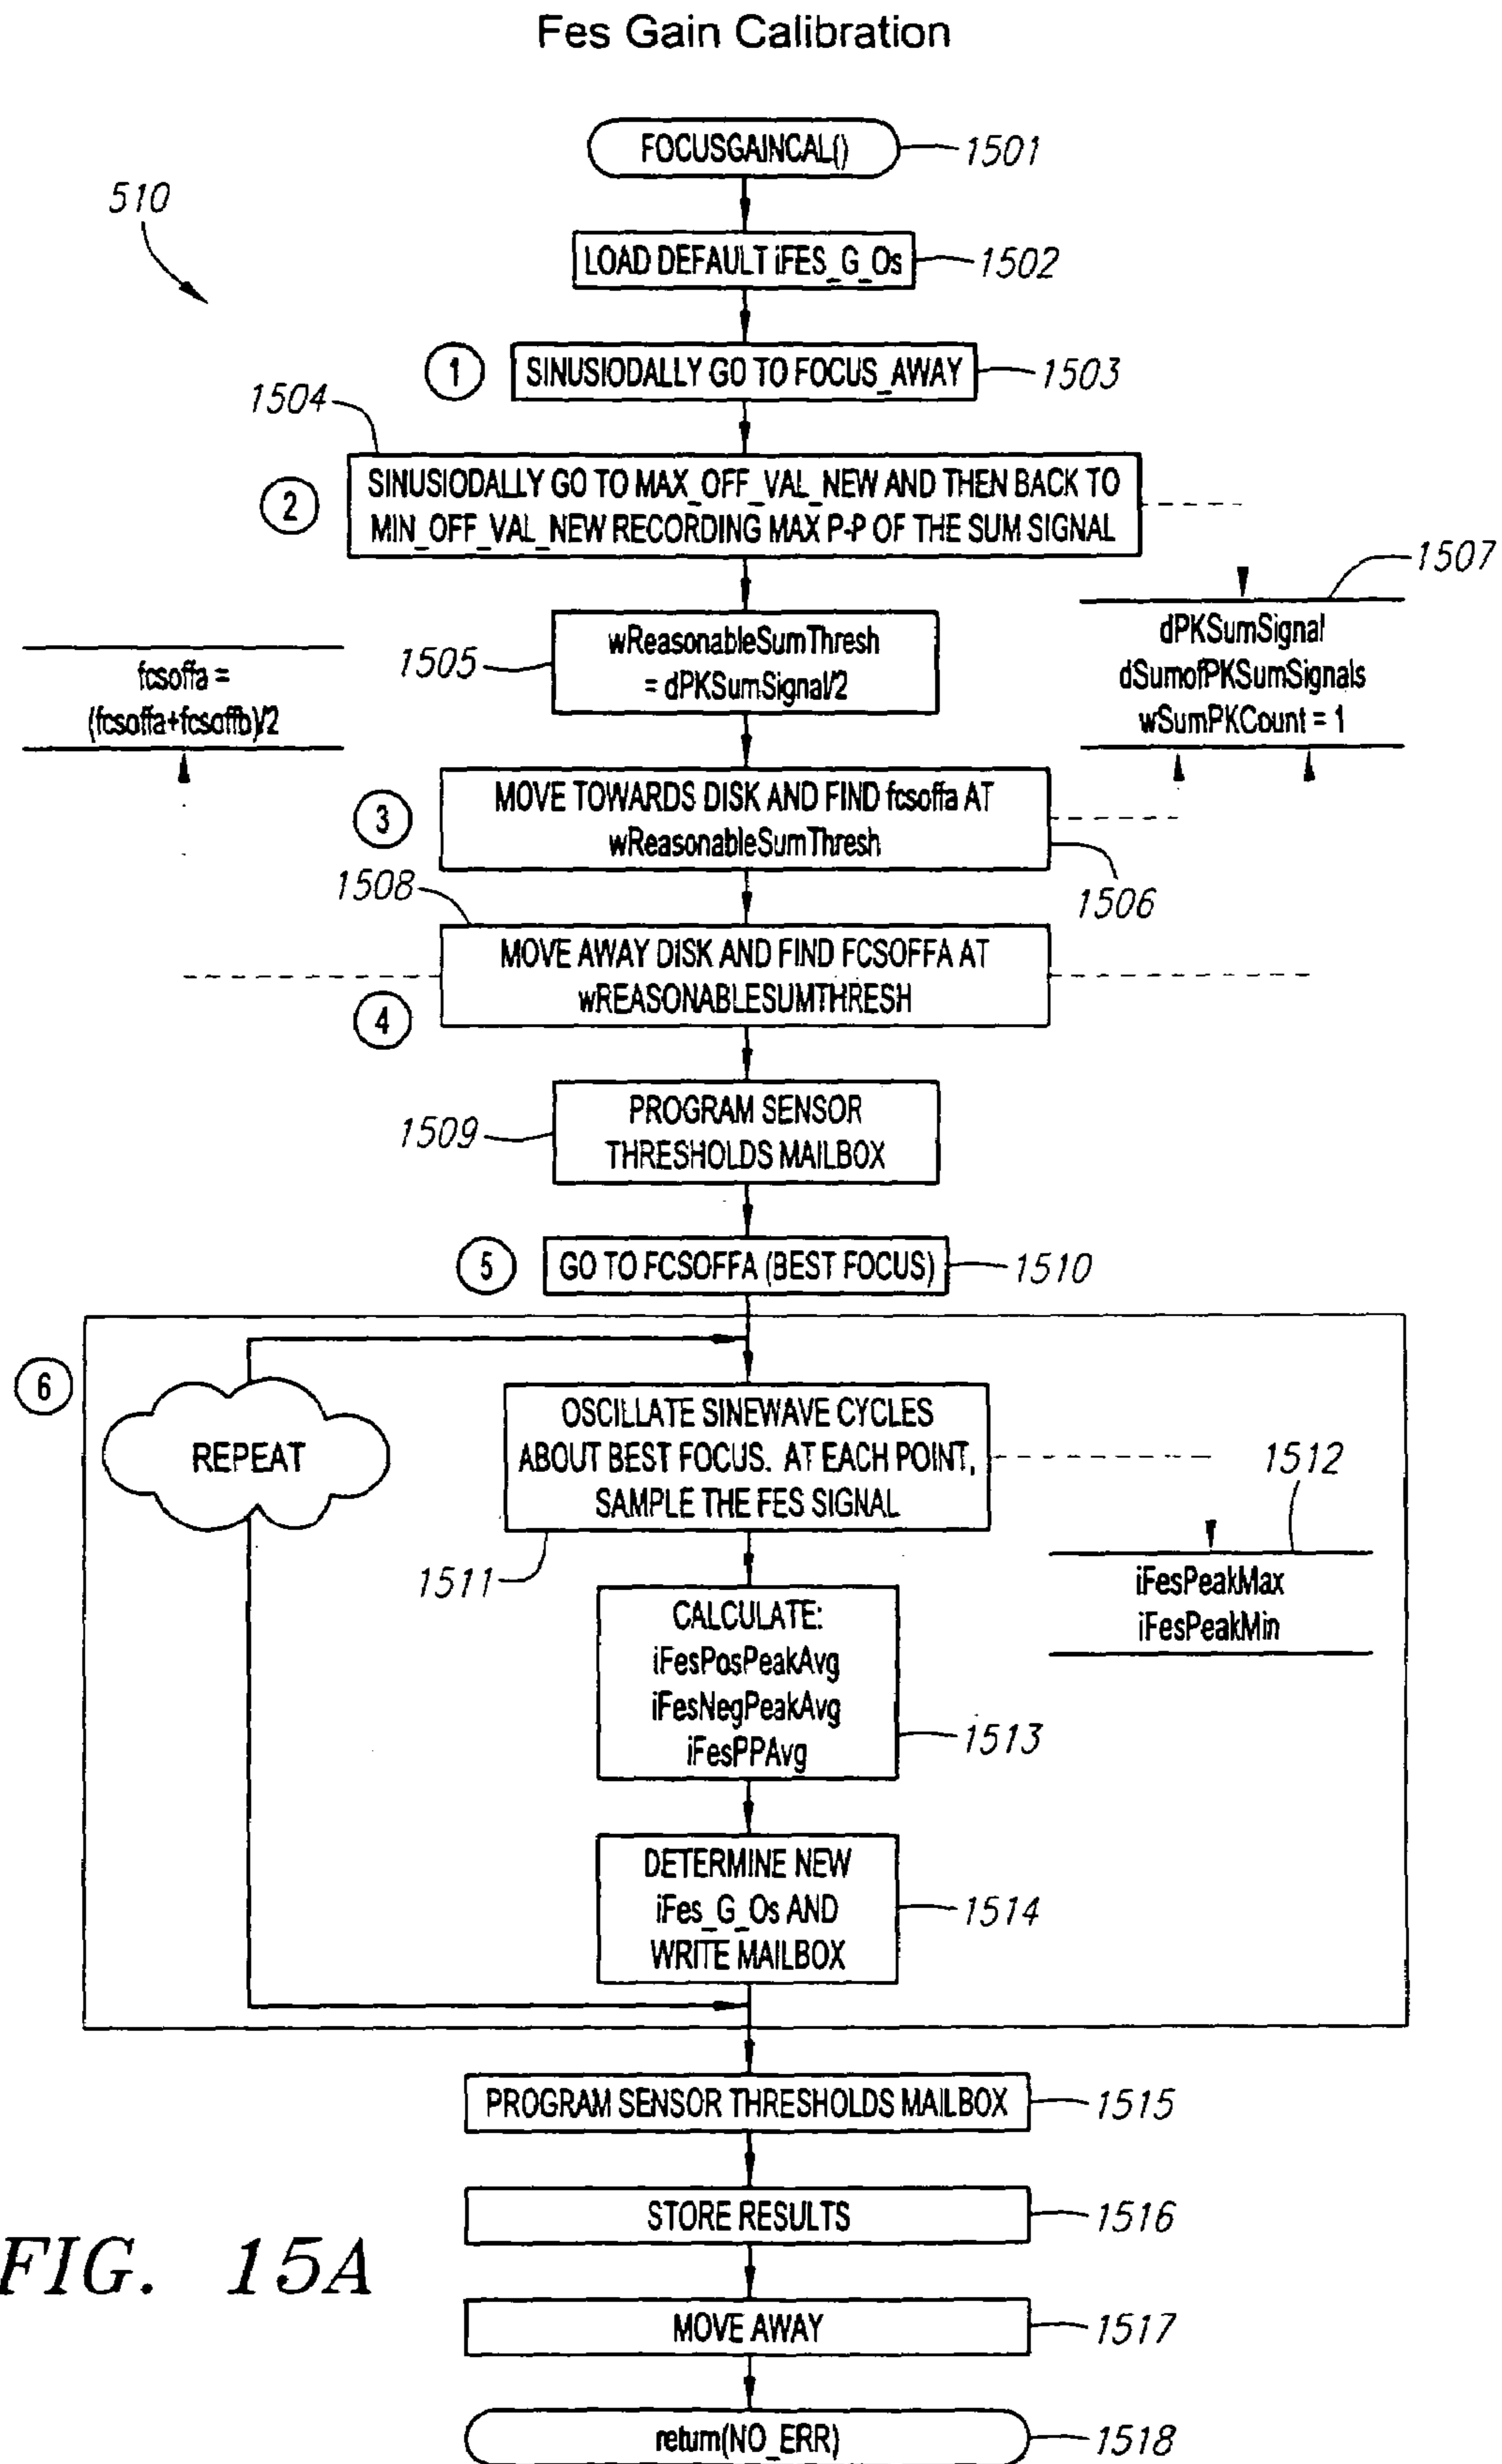 Fes Gain Calibration
FOCUSGAINCAL()
1501
510
LOAD DEFAULT iFES_G_Os
1502
1
SINUSIODALLY GO TO FOCUS_AWAY
1503
1504
2
SINUSIODALLY GO TO MAX_OFF_VAL_NEW AND THEN BACK TO
MIN_OFF_VAL_NEW RECORDING MAX P-P OF THE SUM SIGNAL
1507
dPKSumSignal
dSumofPKSumSignals
wSumPKCount = 1
1505
wReasonableSumThresh
= dPKSumSignal/2
fcsoffa =
(fcsoffa+fcsoffb)/2
3
MOVE TOWARDS DISK AND FIND fcsoffa AT
wReasonableSumThresh
1506
1508
4
MOVE AWAY DISK AND FIND FCSOFFA AT
wREASONABLESUMTHRESH
1509
PROGRAM SENSOR
THRESHOLDS MAILBOX
5
GO TO FCSOFFA (BEST FOCUS)
1510
6
REPEAT
OSCILLATE SINEWAVE CYCLES
ABOUT BEST FOCUS. AT EACH POINT,
SAMPLE THE FES SIGNAL
1511
1512
iFesPeakMax
iFesPeakMin
CALCULATE:
iFesPosPeakAvg
iFesNegPeakAvg
iFesPPAvg
1513
DETERMINE NEW
iFes_G_Os AND
WRITE MAILBOX
1514
PROGRAM SENSOR THRESHOLDS MAILBOX
1515
STORE RESULTS
1516
MOVE AWAY
1517
return(NO_ERR)
1518
FIG. 15A